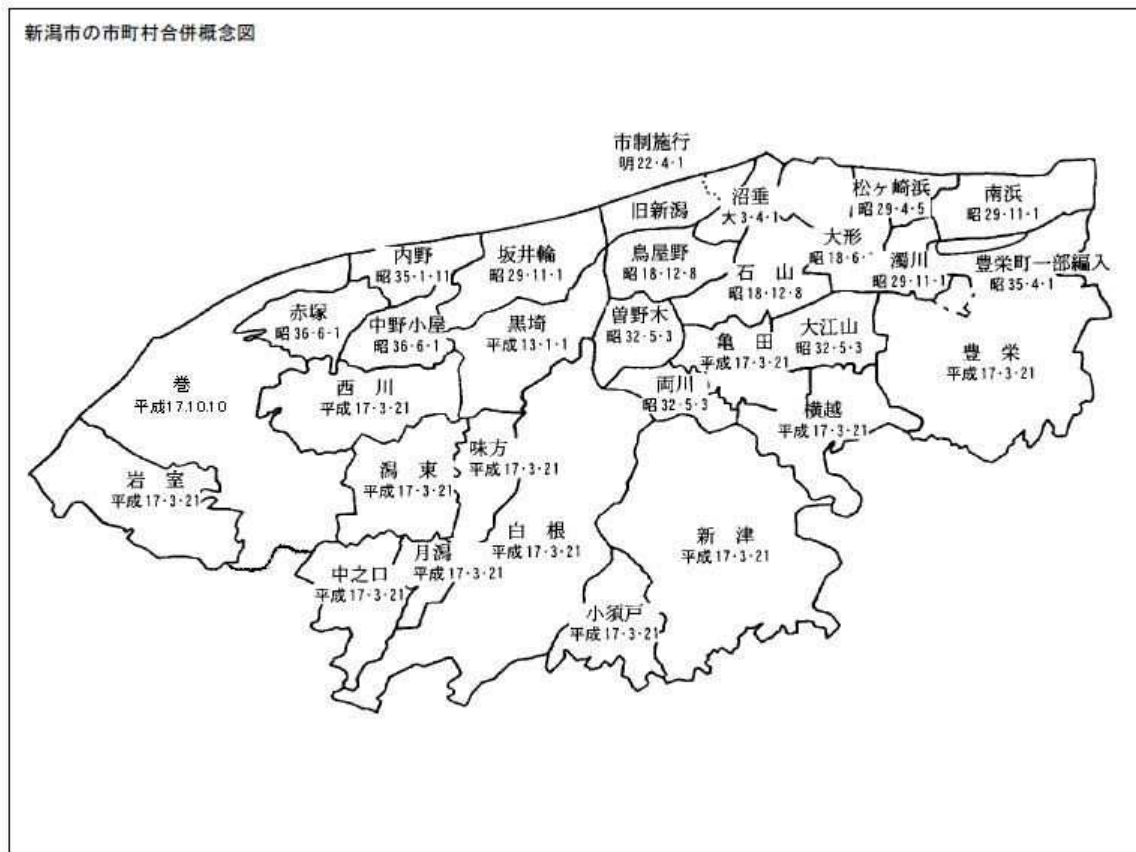 新潟市の市町村合併概念図
市制施行
明22・4・1
旧新潟
沼垂
大3・4・1
松ヶ崎浜
昭29・4・5
南浜
昭29・11・1
内野
昭35・1・11
坂井輪
昭29・11・1
鳥屋野
昭18・12・8
石山
昭18・12・8
大形
昭18・6・1
濁川
昭29・11・1
豊栄町一部編入
昭35・4・1
赤塚
昭36・6・1
中野小屋
昭36・6・1
黒埼
平成13・1・1
曽野木
昭32・5・3
亀田
平成17・3・21
大江山
昭32・5・3
豊栄
平成17・3・21
巻
平成17.10.10
西川
平成17・3・21
両川
昭32・5・3
横越
平成17・3・21
岩室
平成17・3・21
潟東
平成17・3・21
味方
平成17・3・21
白根
平成17・3・21
新津
平成17・3・21
中之口
平成17・3・21
月潟
平成17・3・21
小須戸
平成17・3・21